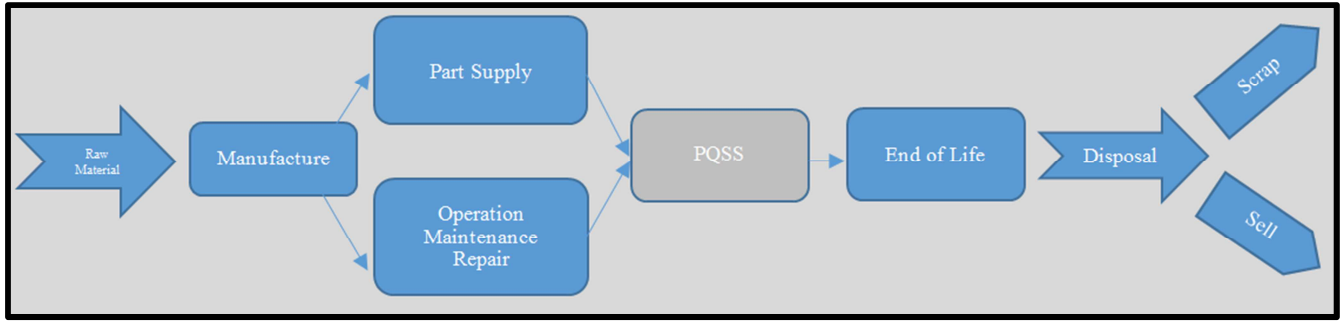 Raw
Material
Manufacture
Part Supply
Operation
Maintenance
Repair
PQSS
End of Life
Disposal
Scrap
Sell